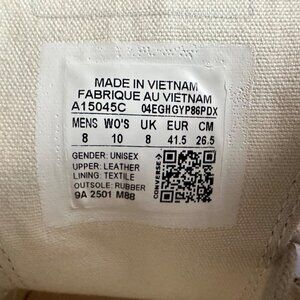 MADE IN VIETNAM
FABRIQUE AU VIETNAM
A15045C 04EGHGYP86PDX
MENS WO'S UK EUR CM
8 10 8 41.5 26.5
GENDER: UNISEX
UPPER: LEATHER
LINING: TEXTILE
OUTSOLE: RUBBER
9A 2501 M88
CONVERSE